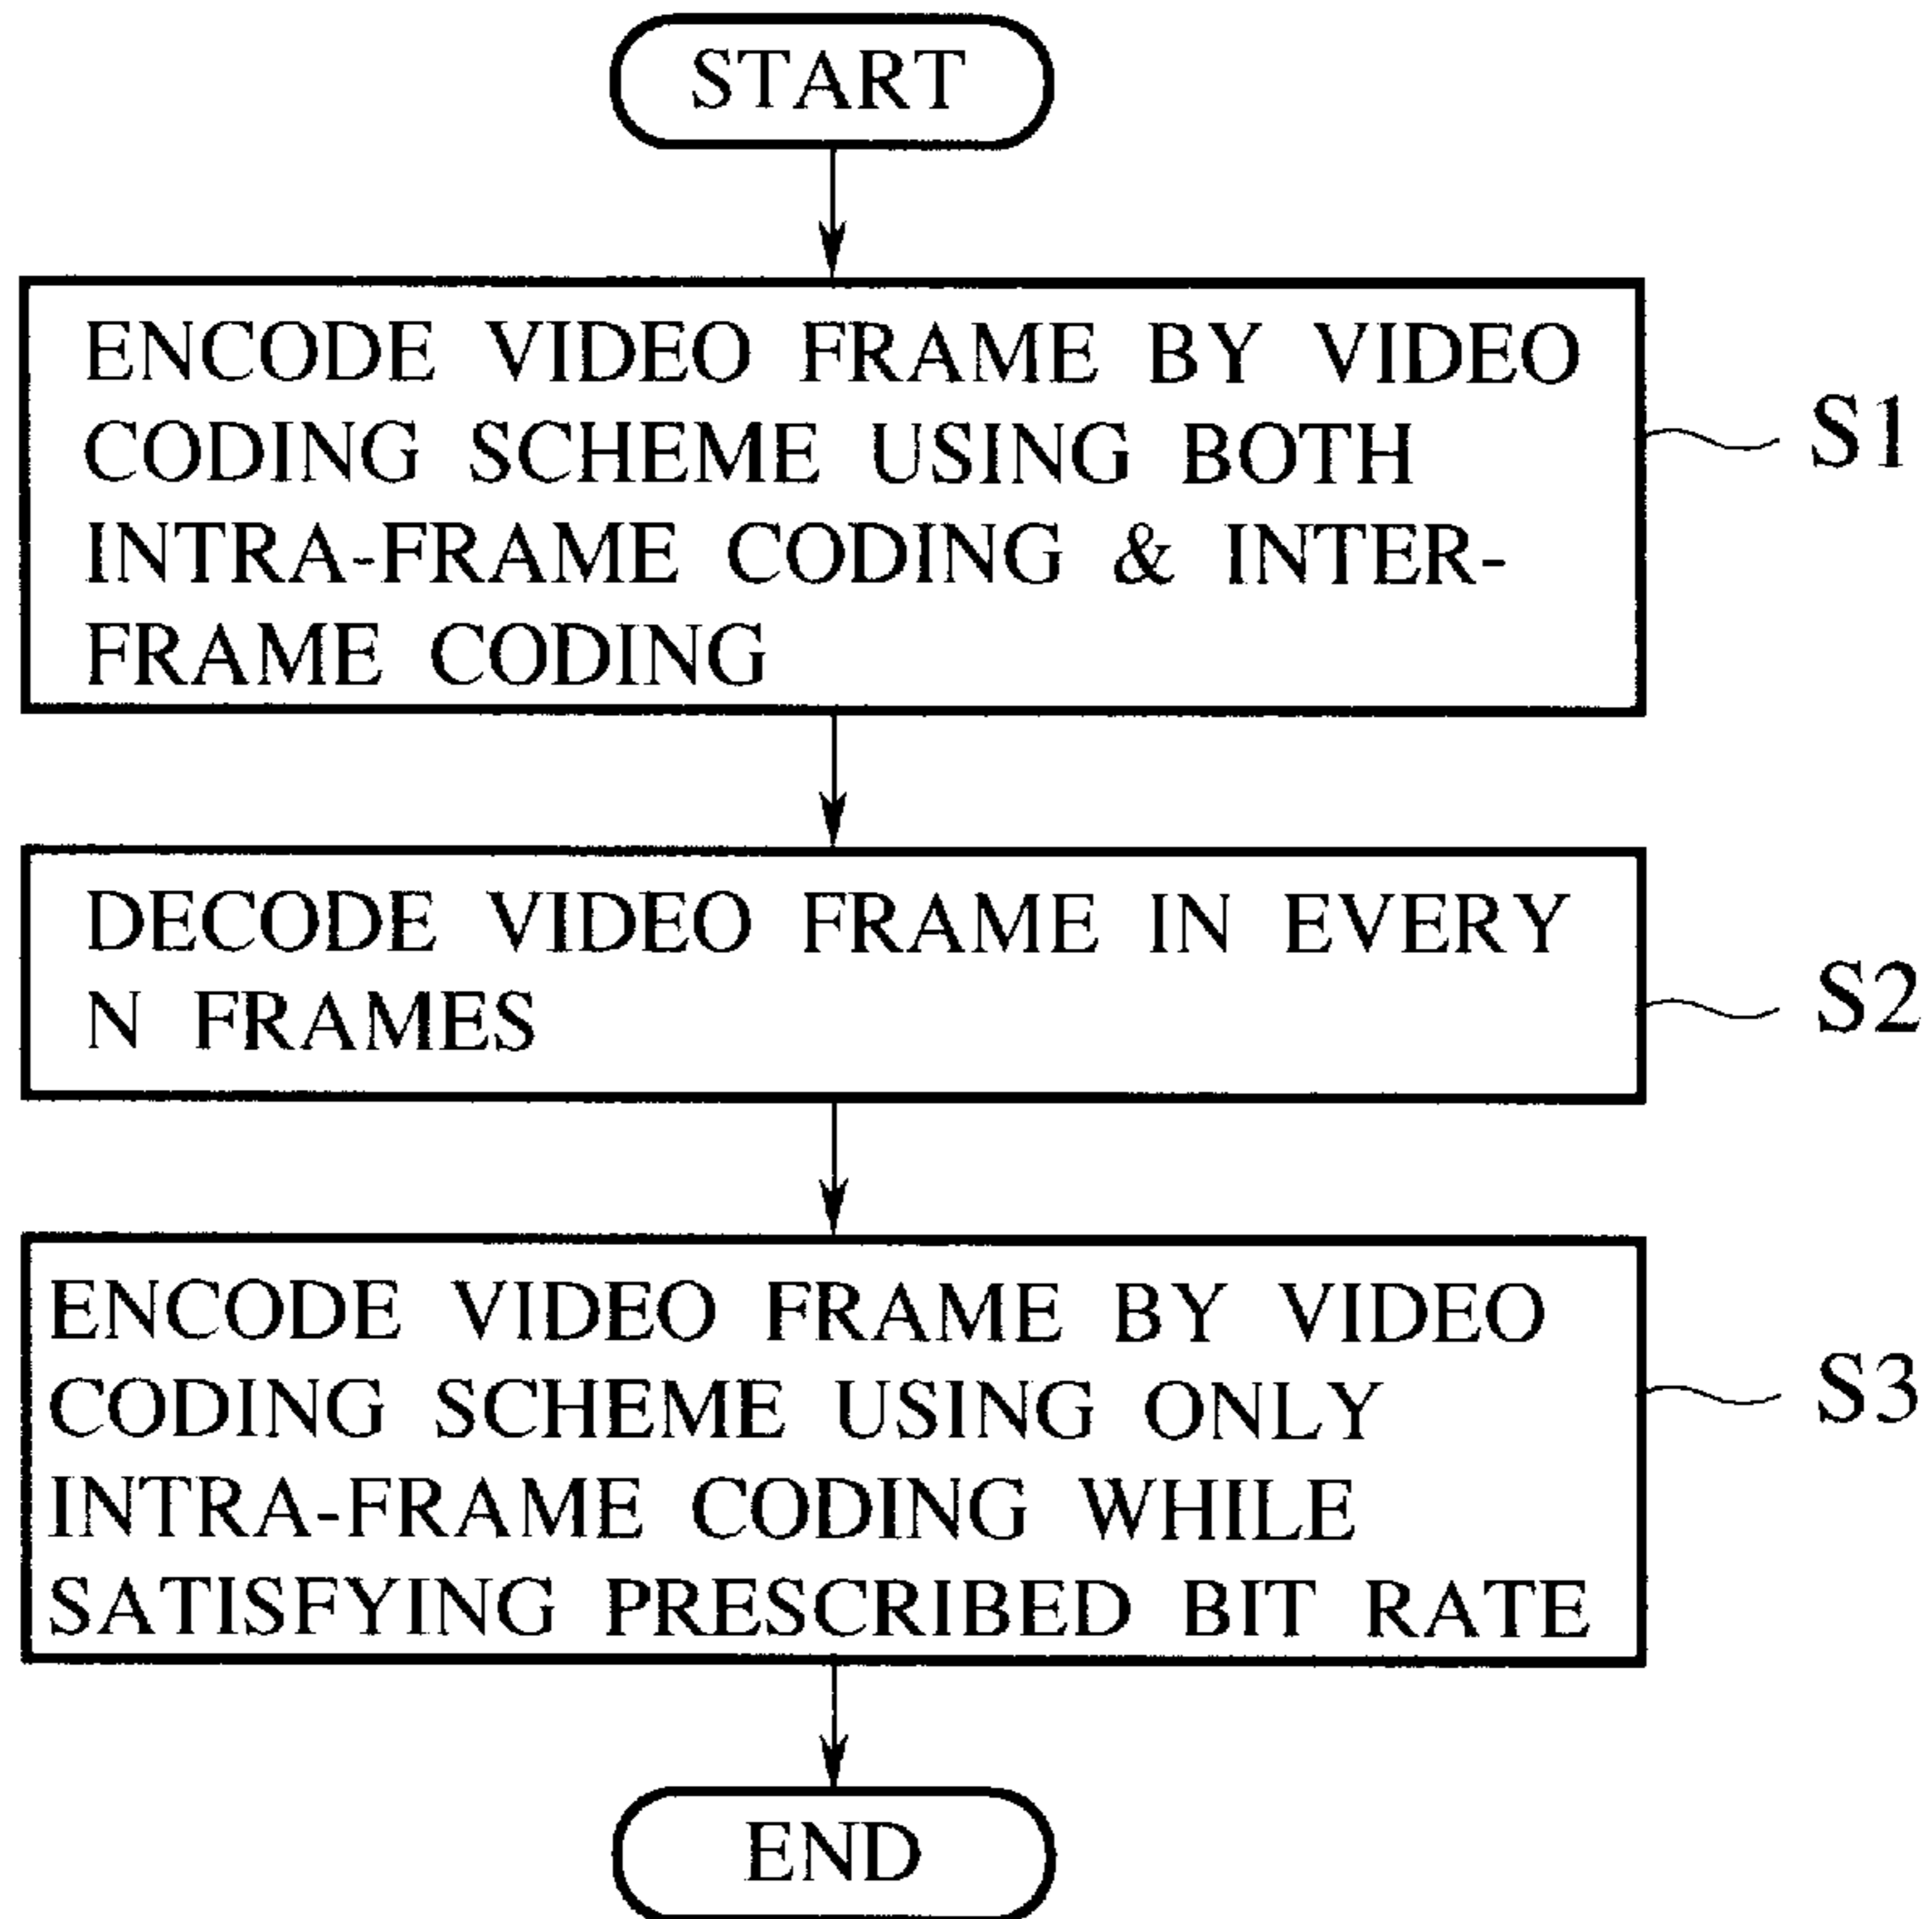 START
ENCODE VIDEO FRAME BY VIDEO
CODING SCHEME USING BOTH
INTRA-FRAME CODING & INTER-
FRAME CODING
S1
DECODE VIDEO FRAME IN EVERY
N FRAMES
S2
ENCODE VIDEO FRAME BY VIDEO
CODING SCHEME USING ONLY
INTRA-FRAME CODING WHILE
SATISFYING PRESCRIBED BIT RATE
S3
END